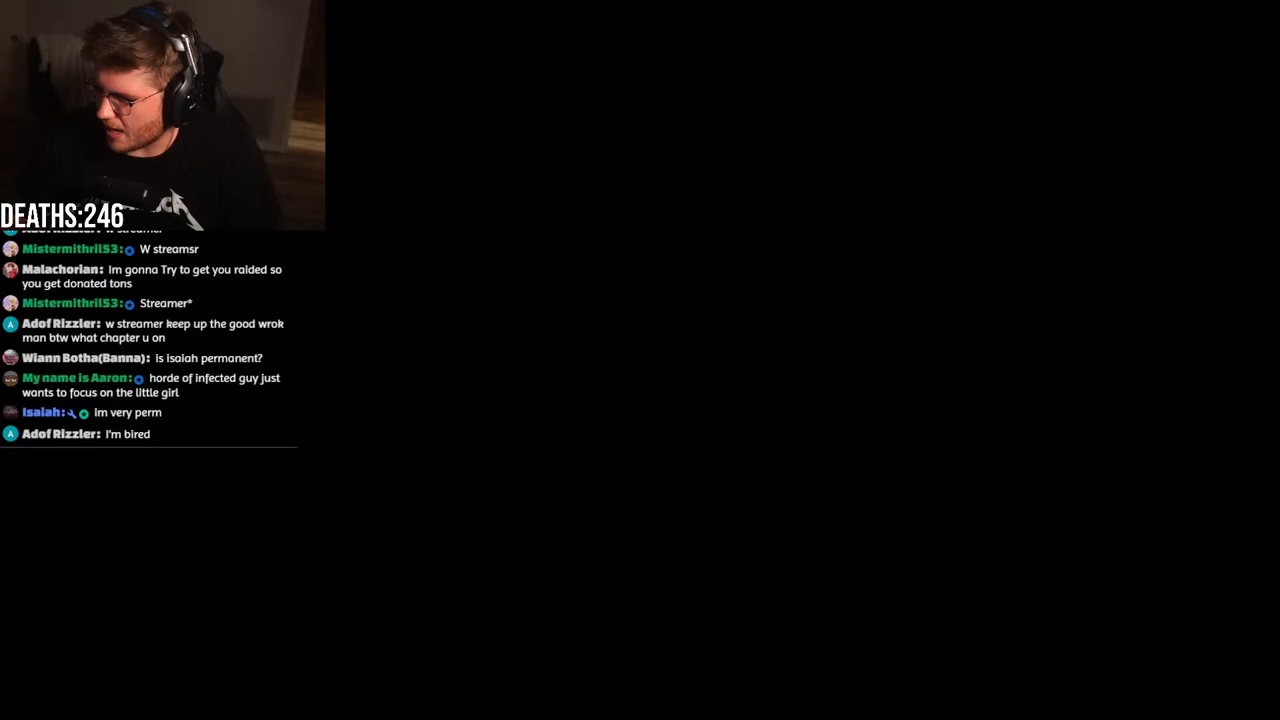 DEATHS:246
Mistermithril53: W streamsr
Malachorian: Im gonna Try to get you raided so
you get donated tons
Mistermithril53: Streamer*
Adof Rizzler: w streamer keep up the good wrok
man btw what chapter u on
Wiann Botha(Banna): is isaiah permanent?
My name is Aaron: horde of infected guy just
wants to focus on the little girl
Isaiah: im very perm
Adof Rizzler: I'm bired